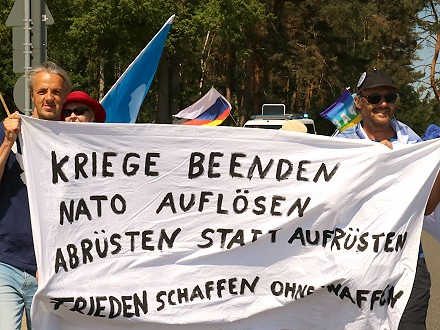 KRIEGE BEENDEN
NATO AUFLÖSEN
ABRÜSTEN STATT AUFRÜSTEN
FRIEDEN SCHAFFEN OHNE WAFFEN